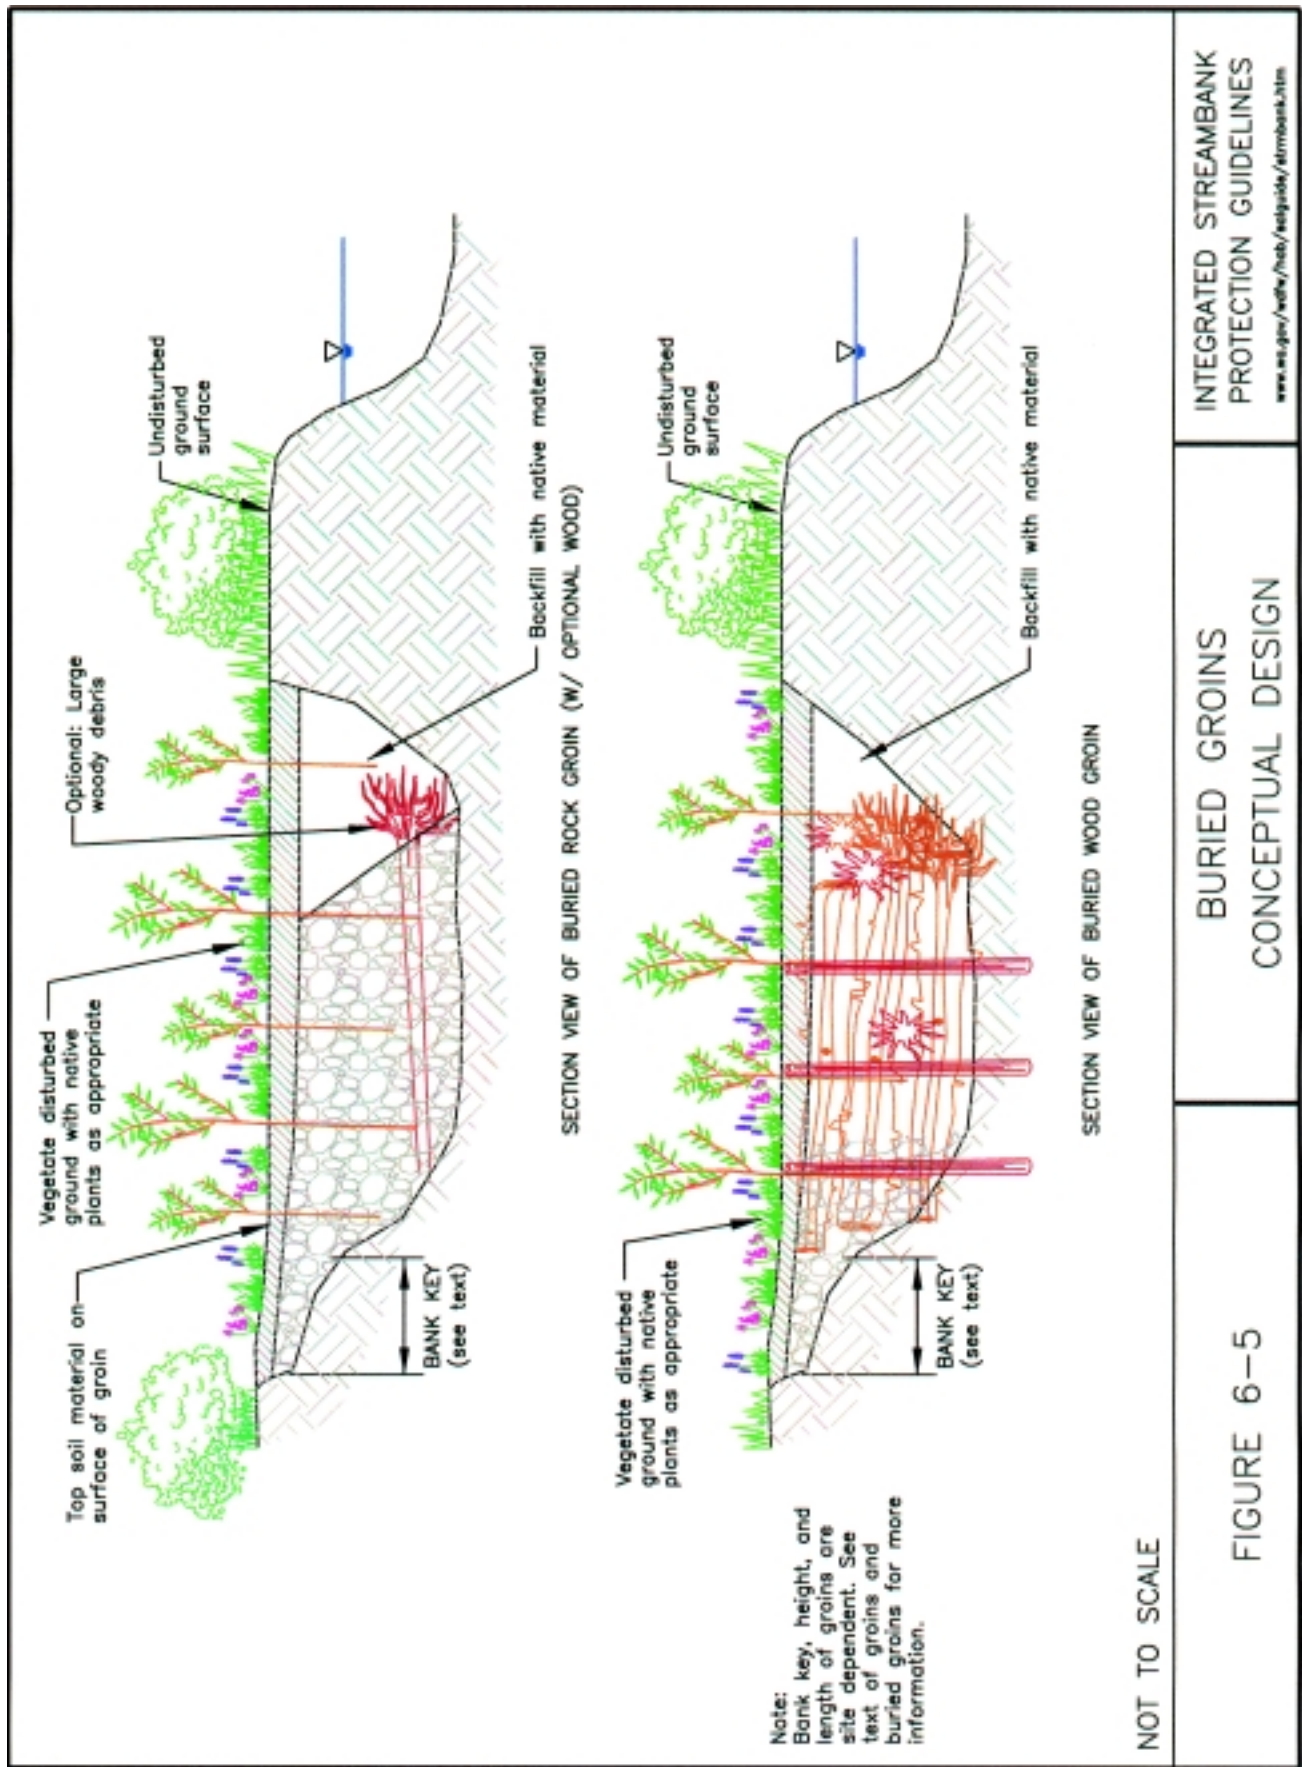 Top soil material on
surface of groin
Vegetate disturbed
ground with native
plants as appropriate
Optional: Large
woody debris
Undisturbed
ground
surface
BANK KEY
(see text)
Backfill with native material
SECTION VIEW OF BURIED ROCK GROIN (W/ OPTIONAL WOOD)
Vegetate disturbed
ground with native
plants as appropriate
Undisturbed
ground
surface
BANK KEY
(see text)
Backfill with native material
SECTION VIEW OF BURIED WOOD GROIN
Note:
Bank key, height, and
length of groins are
site dependent. See
text of groins and
buried groins for more
information.
NOT TO SCALE
FIGURE 6-5
BURIED GROINS
CONCEPTUAL DESIGN
INTEGRATED STREAMBANK
PROTECTION GUIDELINES